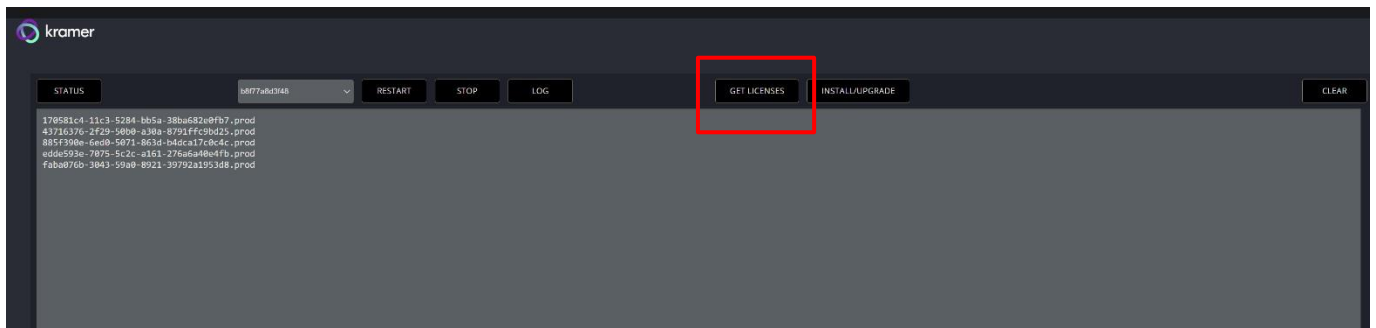 kramer
STATUS b8f77a8d3f48 RESTART STOP LOG GET LICENSES INSTALL/UPGRADE CLEAR
170581c4-11c3-5284-bb5a-38ba682e0fb7.prod
43716376-2f29-50b0-a30a-8791ffc9bd25.prod
885f390e-6ed0-5071-863d-b4dca17c0c4c.prod
edde593e-7075-5c2c-a161-276a6a40e4fb.prod
faba076b-3043-59a0-8921-39792a1953d8.prod